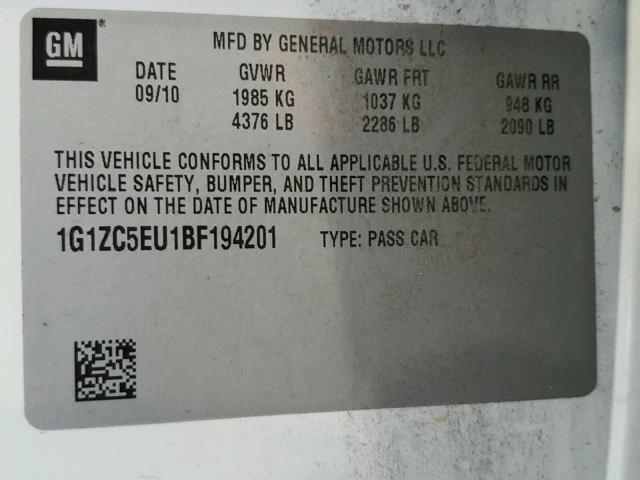 GM ®
MFD BY GENERAL MOTORS LLC
DATE GVWR GAWR FRT GAWR RR
09/10 1985 KG 1037 KG 948 KG
4376 LB 2286 LB 2090 LB
THIS VEHICLE CONFORMS TO ALL APPLICABLE U.S. FEDERAL MOTOR
VEHICLE SAFETY, BUMPER, AND THEFT PREVENTION STANDARDS IN
EFFECT ON THE DATE OF MANUFACTURE SHOWN ABOVE.
1G1ZC5EU1BF194201 TYPE: PASS CAR